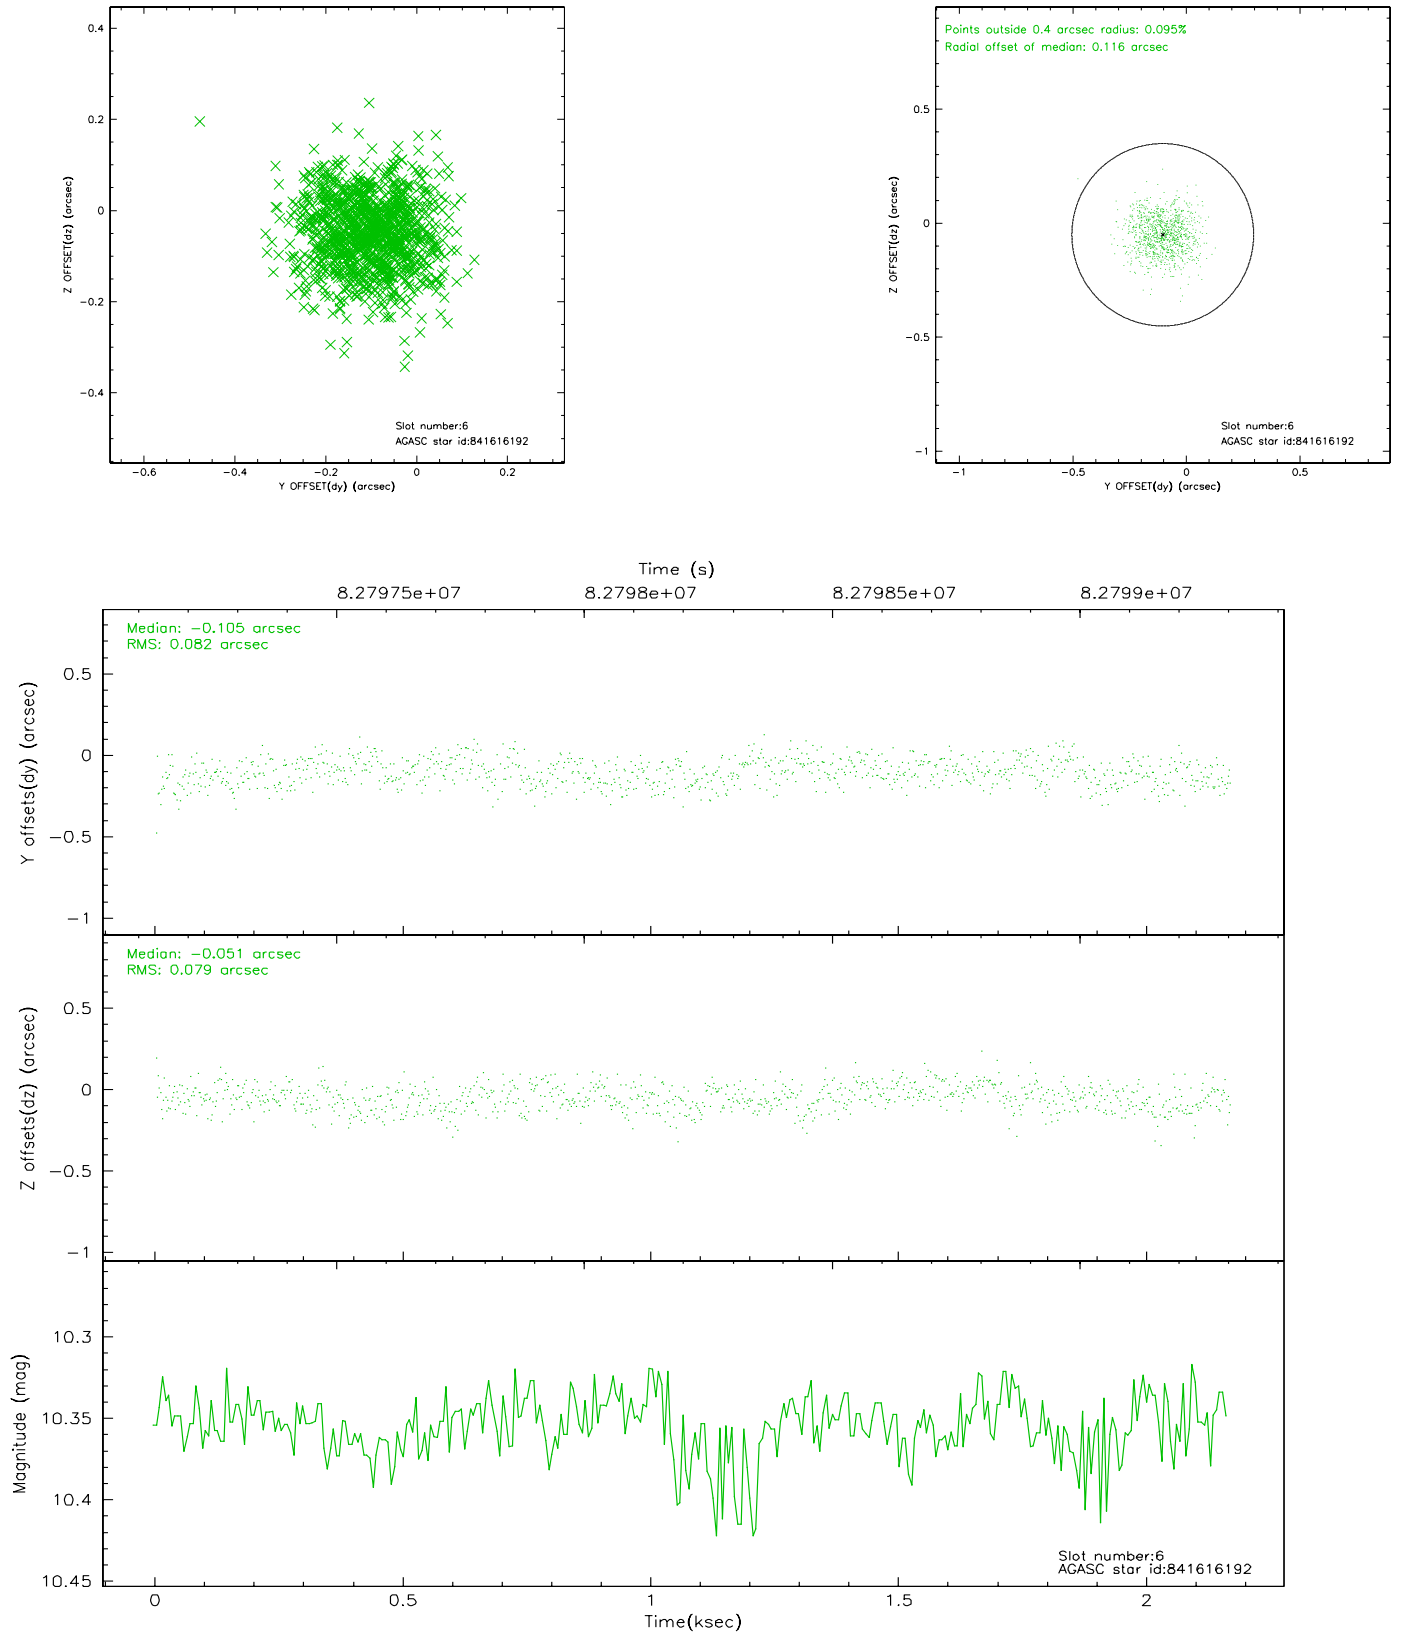 0.4
0.2
0
−0.2
−0.4
Z OFFSET(dz) (arcsec)
−0.6
−0.4
−0.2
0
0.2
Y OFFSET(dy) (arcsec)
Slot number:6
AGASC star id:841616192
Points outside 0.4 arcsec radius: 0.095%
Radial offset of median: 0.116 arcsec
0.5
0
−0.5
−1
Z OFFSET(dz) (arcsec)
−1
−0.5
0
0.5
Y OFFSET(dy) (arcsec)
Slot number:6
AGASC star id:841616192
Time (s)
8.27975e+07
8.2798e+07
8.27985e+07
8.2799e+07
Median: −0.105 arcsec
RMS: 0.082 arcsec
0.5
0
−0.5
−1
Y offsets(dy) (arcsec)
Median: −0.051 arcsec
RMS: 0.079 arcsec
0.5
0
−0.5
−1
Z offsets(dz) (arcsec)
10.3
10.35
10.4
10.45
Magnitude (mag)
Slot number:6
AGASC star id:841616192
0
0.5
1
1.5
2
Time(ksec)